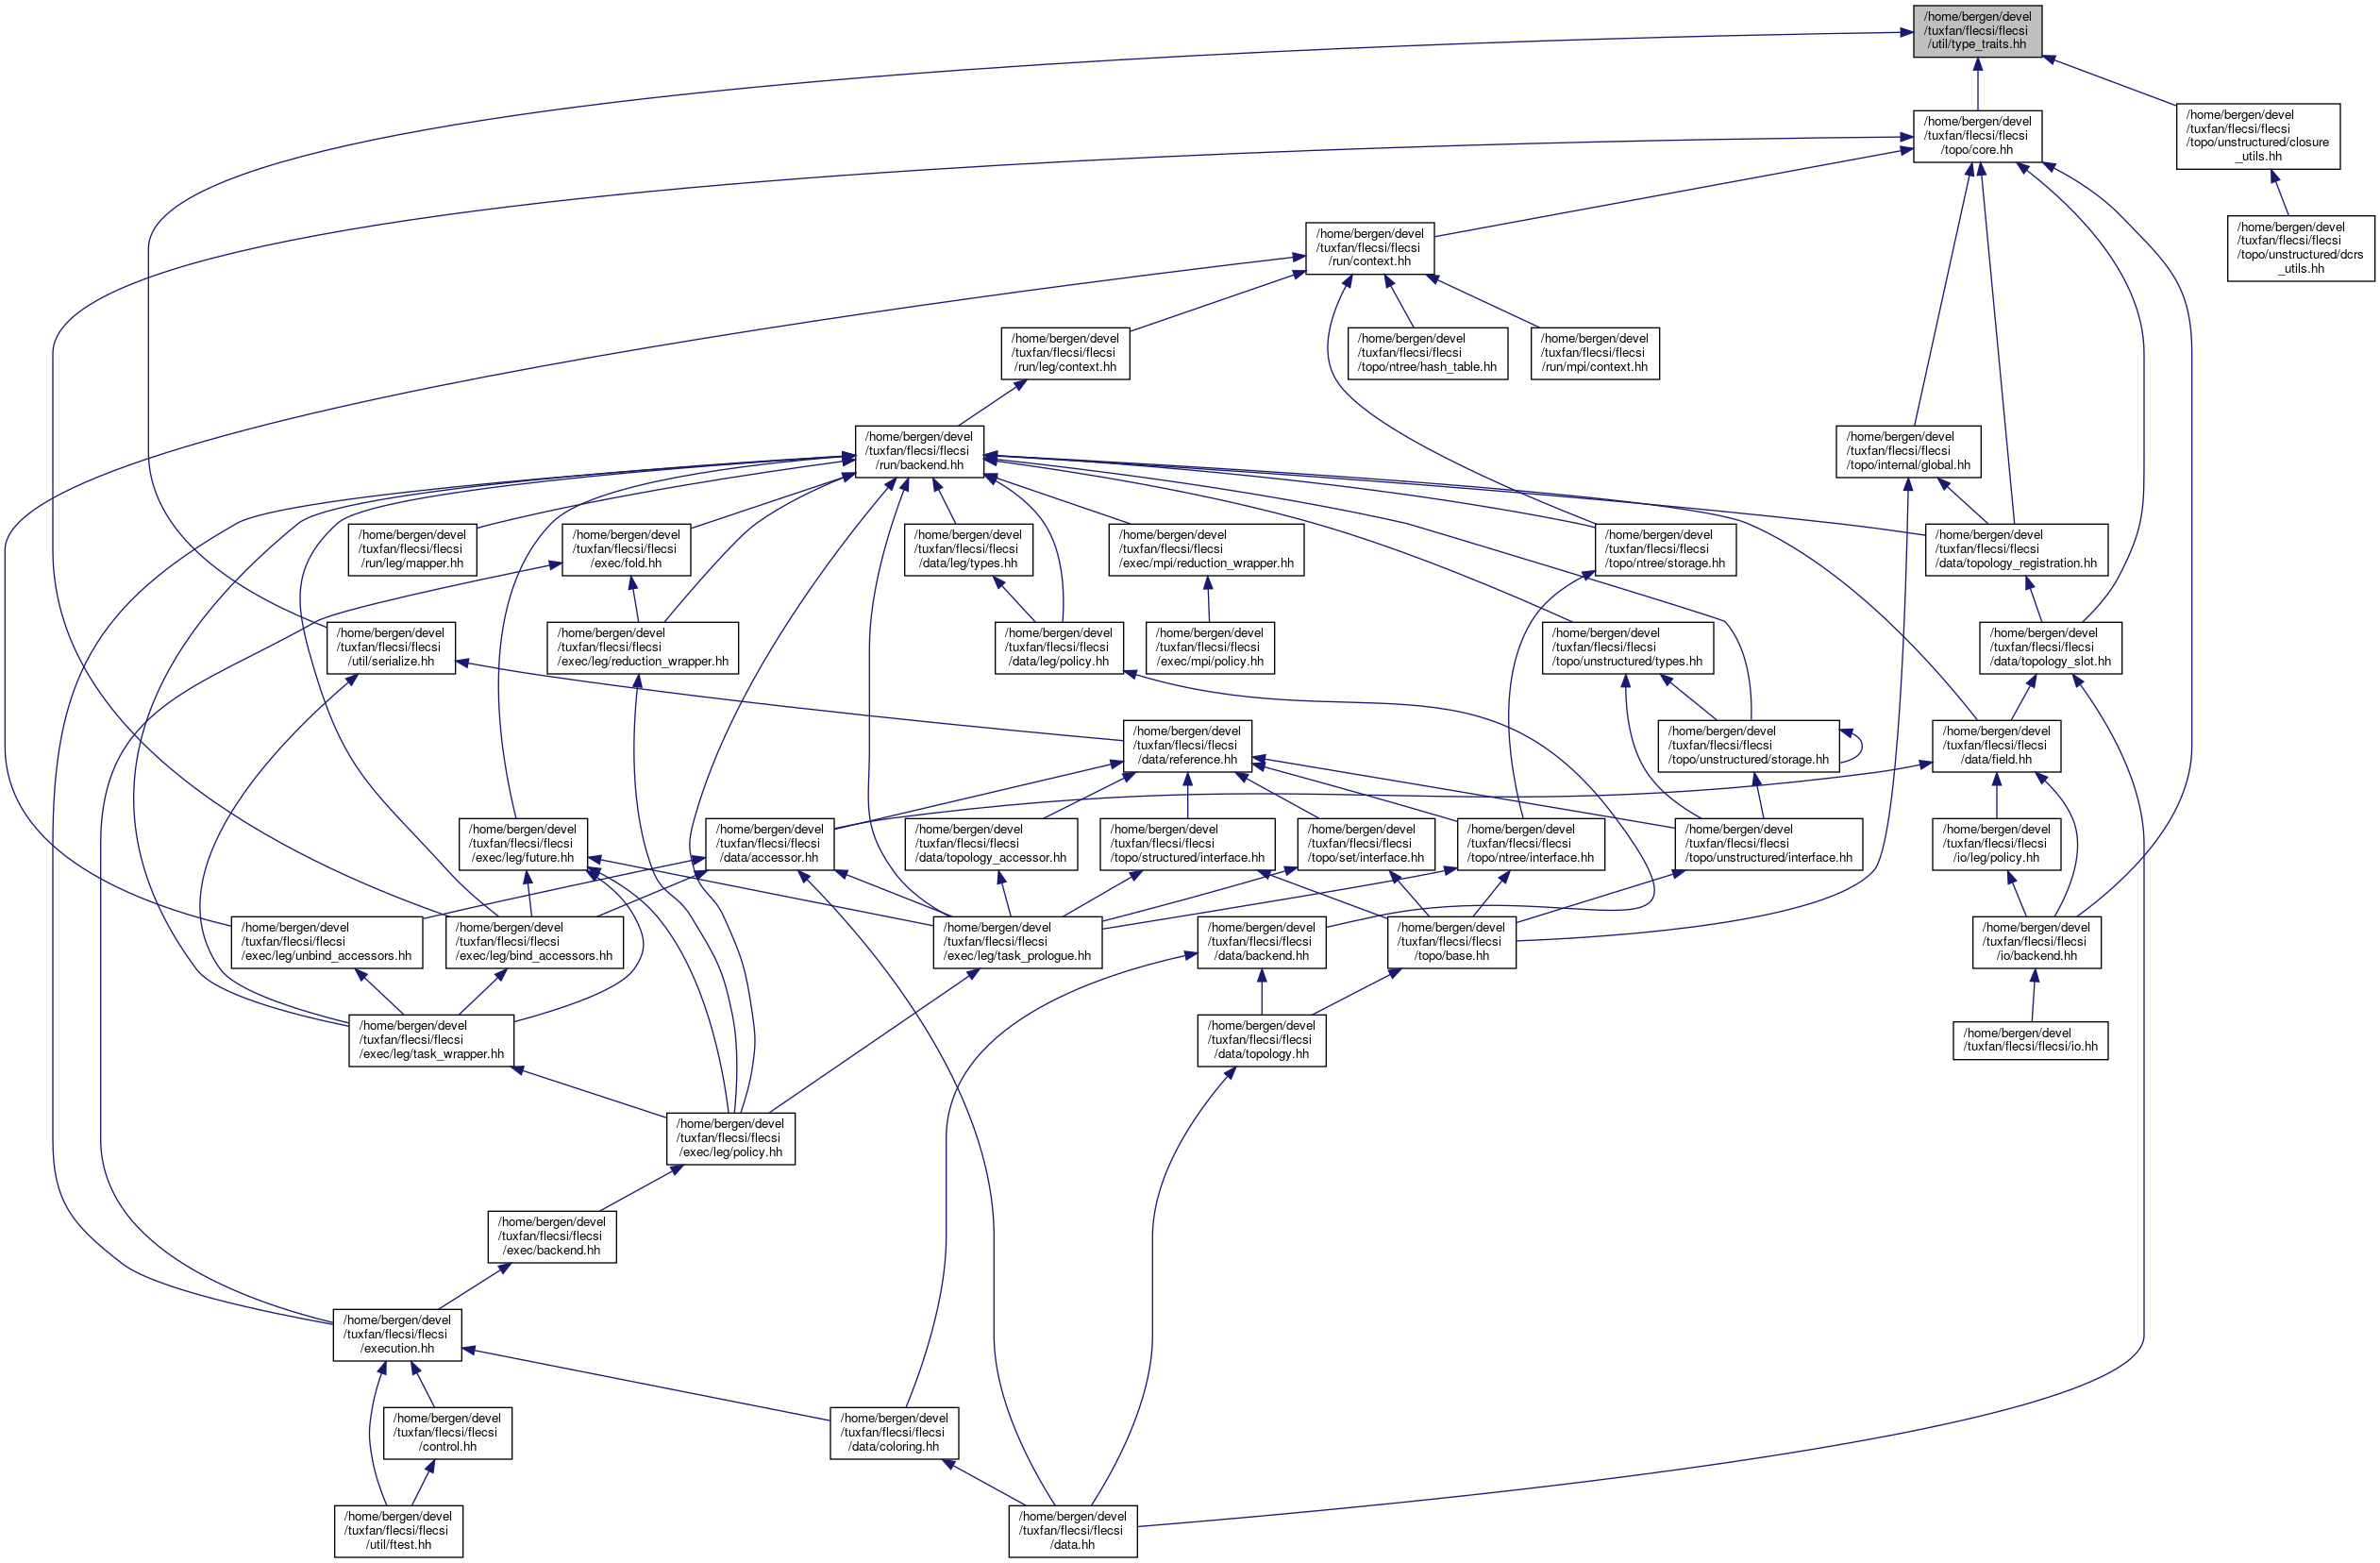 /home/bergen/devel
/tuxfan/flecsi/flecsi
/util/type_traits.hh
/home/bergen/devel
/tuxfan/flecsi/flecsi
/topo/unstructured/closure
_utils.hh
/home/bergen/devel
/tuxfan/flecsi/flecsi
/topo/core.hh
/home/bergen/devel
/tuxfan/flecsi/flecsi
/topo/unstructured/dcrs
_utils.hh
/home/bergen/devel
/tuxfan/flecsi/flecsi
/run/context.hh
/home/bergen/devel
/tuxfan/flecsi/flecsi
/run/leg/context.hh
/home/bergen/devel
/tuxfan/flecsi/flecsi
/topo/ntree/hash_table.hh
/home/bergen/devel
/tuxfan/flecsi/flecsi
/run/mpi/context.hh
/home/bergen/devel
/tuxfan/flecsi/flecsi
/run/backend.hh
/home/bergen/devel
/tuxfan/flecsi/flecsi
/topo/internal/global.hh
/home/bergen/devel
/tuxfan/flecsi/flecsi
/run/leg/mapper.hh
/home/bergen/devel
/tuxfan/flecsi/flecsi
/exec/fold.hh
/home/bergen/devel
/tuxfan/flecsi/flecsi
/data/leg/types.hh
/home/bergen/devel
/tuxfan/flecsi/flecsi
/exec/mpi/reduction_wrapper.hh
/home/bergen/devel
/tuxfan/flecsi/flecsi
/topo/ntree/storage.hh
/home/bergen/devel
/tuxfan/flecsi/flecsi
/data/topology_registration.hh
/home/bergen/devel
/tuxfan/flecsi/flecsi
/util/serialize.hh
/home/bergen/devel
/tuxfan/flecsi/flecsi
/exec/leg/reduction_wrapper.hh
/home/bergen/devel
/tuxfan/flecsi/flecsi
/data/leg/policy.hh
/home/bergen/devel
/tuxfan/flecsi/flecsi
/exec/mpi/policy.hh
/home/bergen/devel
/tuxfan/flecsi/flecsi
/topo/unstructured/types.hh
/home/bergen/devel
/tuxfan/flecsi/flecsi
/data/topology_slot.hh
/home/bergen/devel
/tuxfan/flecsi/flecsi
/data/reference.hh
/home/bergen/devel
/tuxfan/flecsi/flecsi
/topo/unstructured/storage.hh
/home/bergen/devel
/tuxfan/flecsi/flecsi
/data/field.hh
/home/bergen/devel
/tuxfan/flecsi/flecsi
/exec/leg/future.hh
/home/bergen/devel
/tuxfan/flecsi/flecsi
/data/accessor.hh
/home/bergen/devel
/tuxfan/flecsi/flecsi
/data/topology_accessor.hh
/home/bergen/devel
/tuxfan/flecsi/flecsi
/topo/structured/interface.hh
/home/bergen/devel
/tuxfan/flecsi/flecsi
/topo/set/interface.hh
/home/bergen/devel
/tuxfan/flecsi/flecsi
/topo/ntree/interface.hh
/home/bergen/devel
/tuxfan/flecsi/flecsi
/topo/unstructured/interface.hh
/home/bergen/devel
/tuxfan/flecsi/flecsi
/io/leg/policy.hh
/home/bergen/devel
/tuxfan/flecsi/flecsi
/exec/leg/unbind_accessors.hh
/home/bergen/devel
/tuxfan/flecsi/flecsi
/exec/leg/bind_accessors.hh
/home/bergen/devel
/tuxfan/flecsi/flecsi
/exec/leg/task_prologue.hh
/home/bergen/devel
/tuxfan/flecsi/flecsi
/data/backend.hh
/home/bergen/devel
/tuxfan/flecsi/flecsi
/topo/base.hh
/home/bergen/devel
/tuxfan/flecsi/flecsi
/io/backend.hh
/home/bergen/devel
/tuxfan/flecsi/flecsi
/exec/leg/task_wrapper.hh
/home/bergen/devel
/tuxfan/flecsi/flecsi
/data/topology.hh
/home/bergen/devel
/tuxfan/flecsi/flecsi/io.hh
/home/bergen/devel
/tuxfan/flecsi/flecsi
/exec/leg/policy.hh
/home/bergen/devel
/tuxfan/flecsi/flecsi
/exec/backend.hh
/home/bergen/devel
/tuxfan/flecsi/flecsi
/execution.hh
/home/bergen/devel
/tuxfan/flecsi/flecsi
/control.hh
/home/bergen/devel
/tuxfan/flecsi/flecsi
/data/coloring.hh
/home/bergen/devel
/tuxfan/flecsi/flecsi
/util/ftest.hh
/home/bergen/devel
/tuxfan/flecsi/flecsi
/data.hh